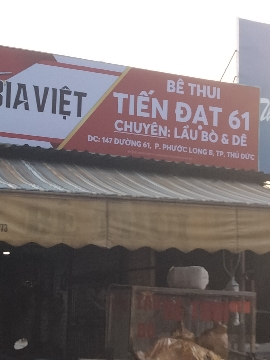 BIA VIỆT
BÊ THUI
TIẾN ĐẠT 61
CHUYÊN: LẨU BÒ & DÊ
ĐC: 147 ĐƯỜNG 61, P. PHƯỚC LONG B, TP. THỦ ĐỨC